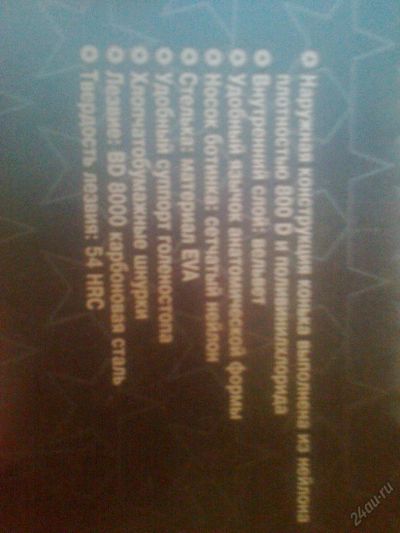 ✪ Наружная конструкция конька выполнена из нейлона
плотностью 800 D и поливинилхлорида
✪ Внутренний слой: вельвет
✪ Удобный язычок анатомической формы
✪ Носок ботинка: сетчатый нейлон
✪ Стелька: материал EVA
✪ Удобный суппорт голеностопа
✪ Хлопчатобумажные шнурки
✪ Лезвие: BD 8000 карбоновая сталь
✪ Твердость лезвия: 54 HRC
24au.ru